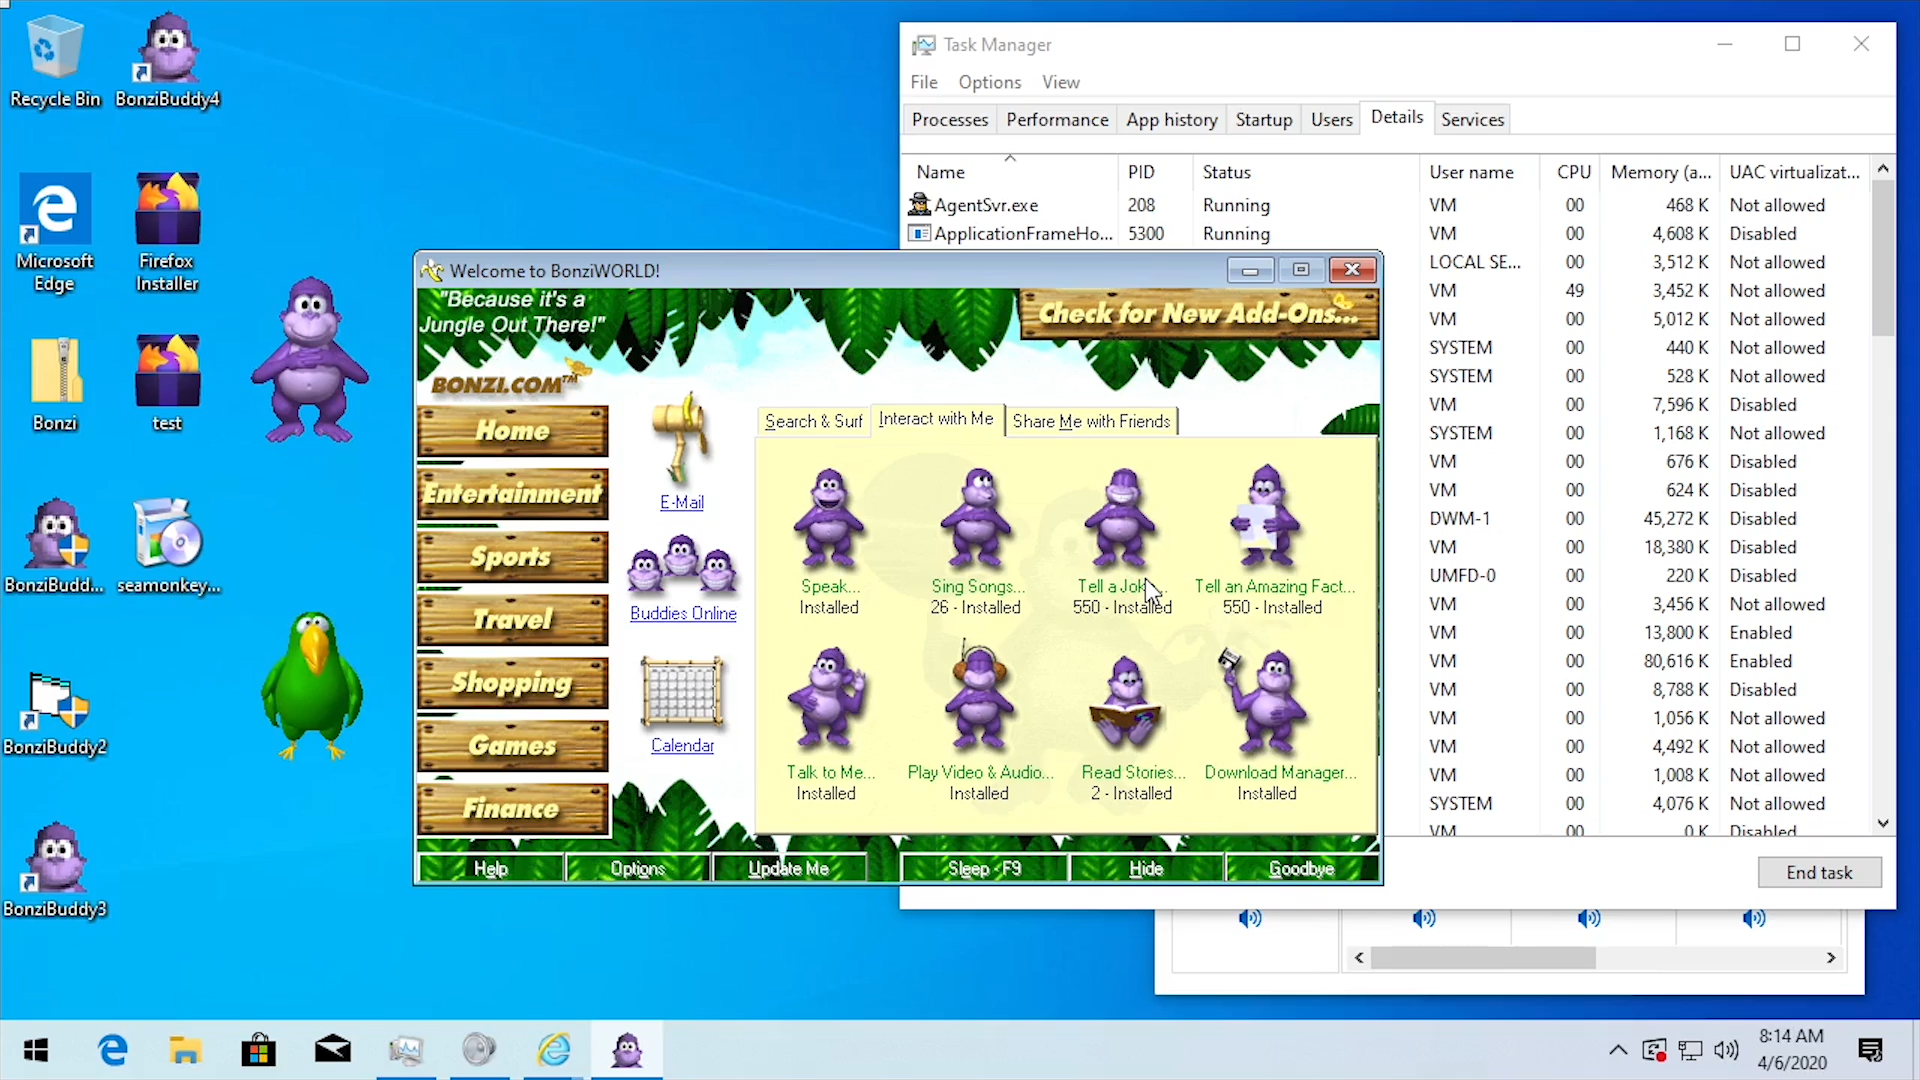 Recycle Bin
BonziBuddy4
Microsoft
Edge
Firefox
Installer
Bonzi
test
BonziBudd...
seamonkey...
BonziBuddy2
BonziBuddy3
Task Manager
File Options View
Processes Performance App history Startup Users Details Services
Name PID Status User name CPU Memory (a... UAC virtualizat...
AgentSvr.exe 208 Running VM 00 468 K Not allowed
ApplicationFrameHo... 5300 Running VM 00 4,608 K Disabled
LOCAL SE... 00 3,512 K Not allowed
VM 49 3,452 K Not allowed
VM 00 5,012 K Not allowed
SYSTEM 00 440 K Not allowed
SYSTEM 00 528 K Not allowed
VM 00 7,596 K Disabled
SYSTEM 00 1,168 K Not allowed
VM 00 676 K Disabled
VM 00 624 K Disabled
DWM-1 00 45,272 K Disabled
VM 00 18,380 K Disabled
UMFD-0 00 220 K Disabled
VM 00 3,456 K Not allowed
VM 00 13,800 K Enabled
VM 00 80,616 K Enabled
VM 00 8,788 K Disabled
VM 00 1,056 K Not allowed
VM 00 4,492 K Not allowed
VM 00 1,008 K Not allowed
SYSTEM 00 4,076 K Not allowed
VM 00 0 K Disabled
End task
Welcome to BonziWORLD!
"Because it's a
Jungle Out There!"
Check for New Add-Ons...
BONZI.COM™
Home
Entertainment
Sports
Travel
Shopping
Games
Finance
E-Mail
Buddies Online
Calendar
Search & Surf Interact with Me Share Me with Friends
Speak... Sing Songs... Tell an Amazing Fact...
Tell a
Installed 26 - Installed 550 - Installed 550 - Installed
Talk to Me... Play Video & Audio... Read Stories... Download Manager...
Installed Installed 2 - Installed Installed
Help Options Update Me Sleep - F9 Hide Goodbye
8:14 AM
4/6/2020